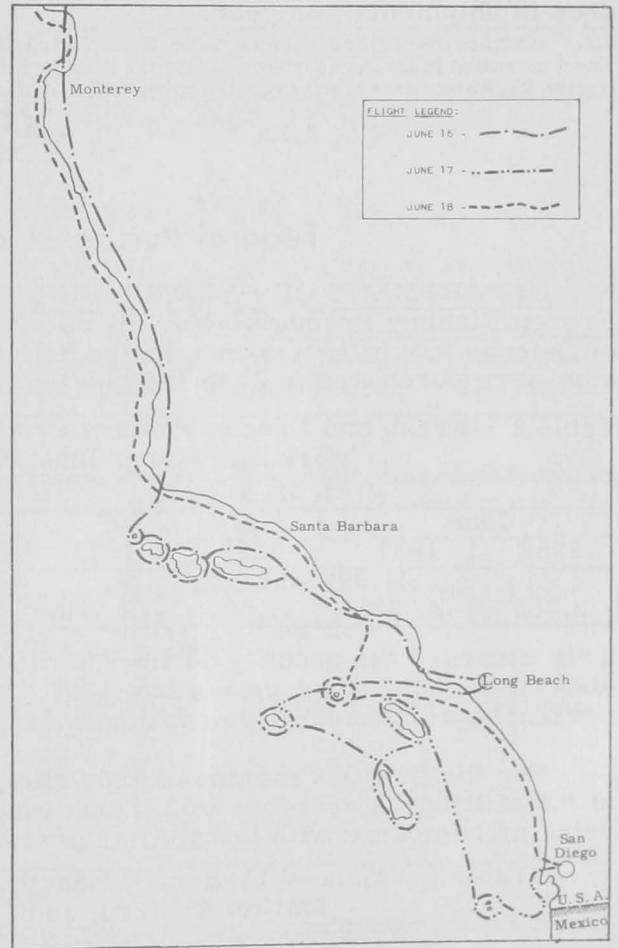 Monterey
FLIGHT LEGEND:
JUNE 16 -
JUNE 17 -
JUNE 18 -
Santa Barbara
Long Beach
San
Diego
U.S.A.
Mexico